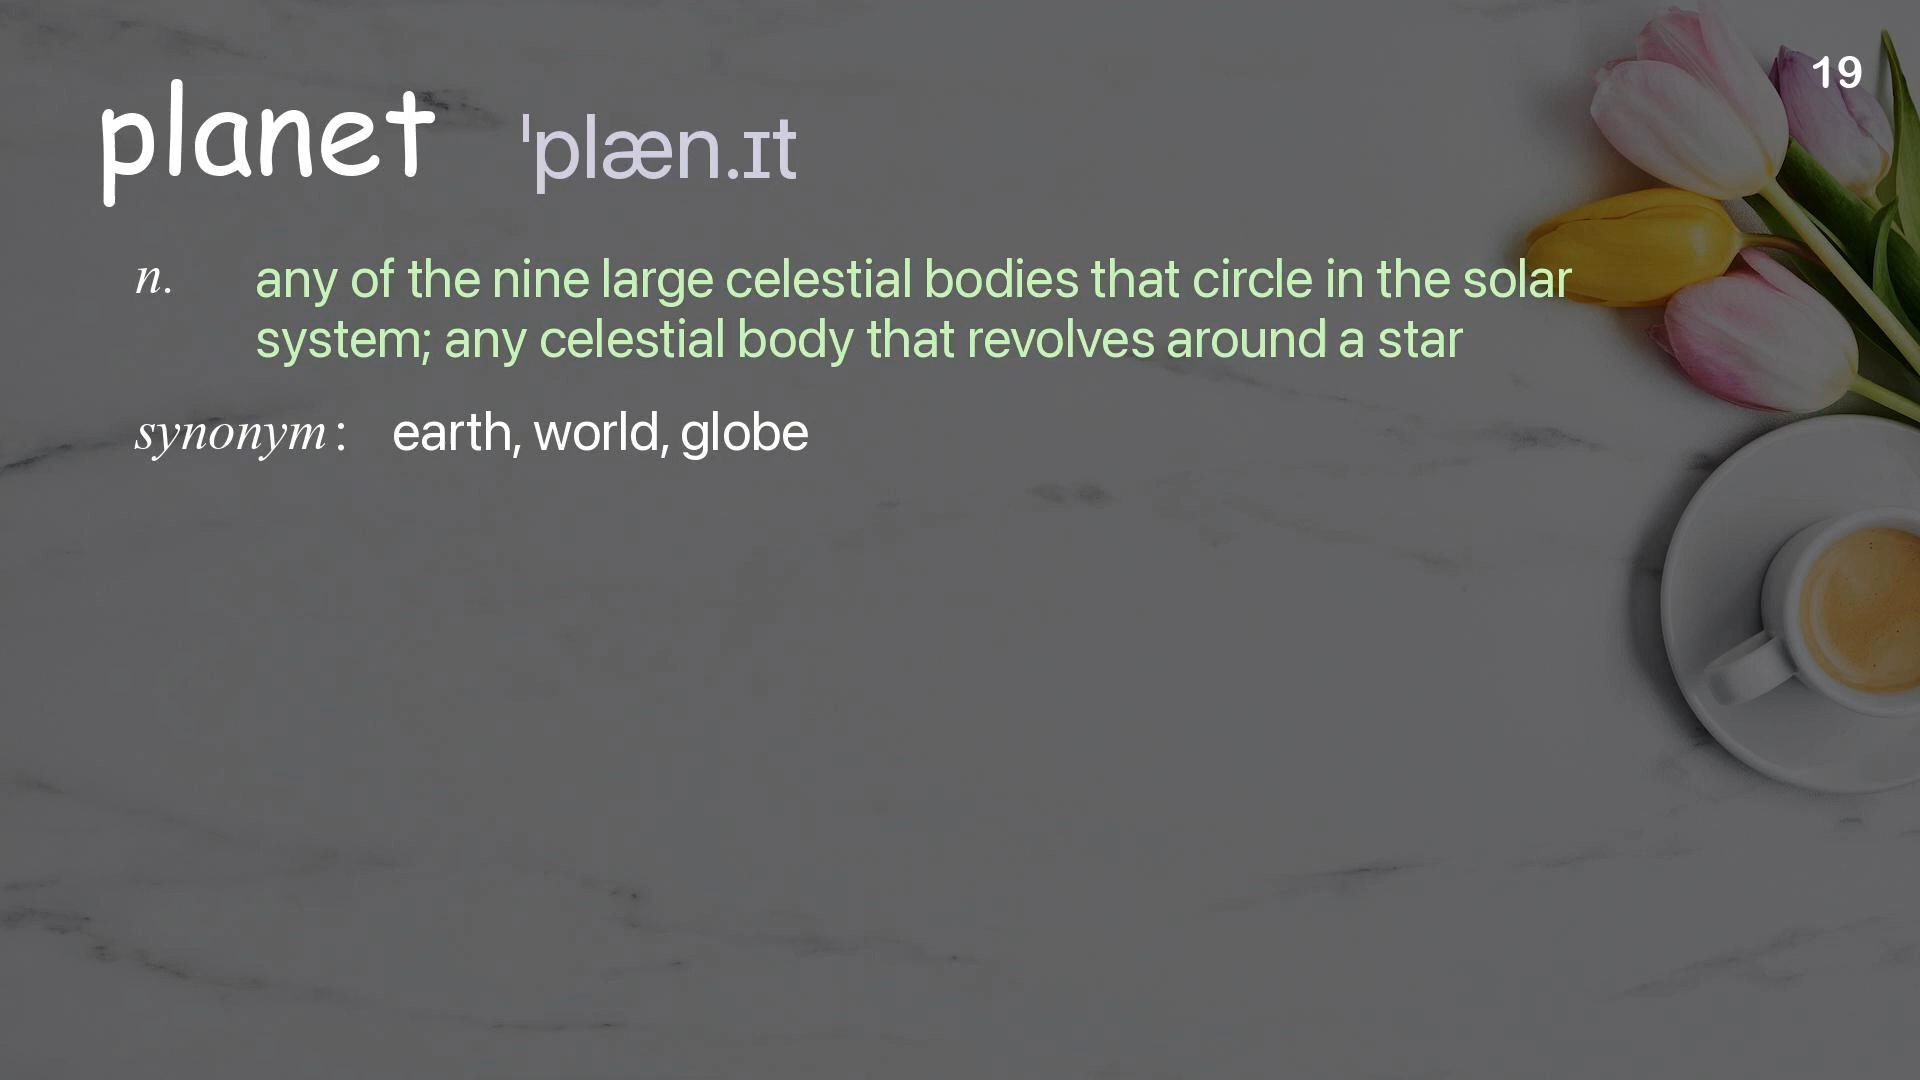 19
planet ˈplæn.ɪt
n. any of the nine large celestial bodies that circle in the solar
system; any celestial body that revolves around a star
synonym: earth, world, globe